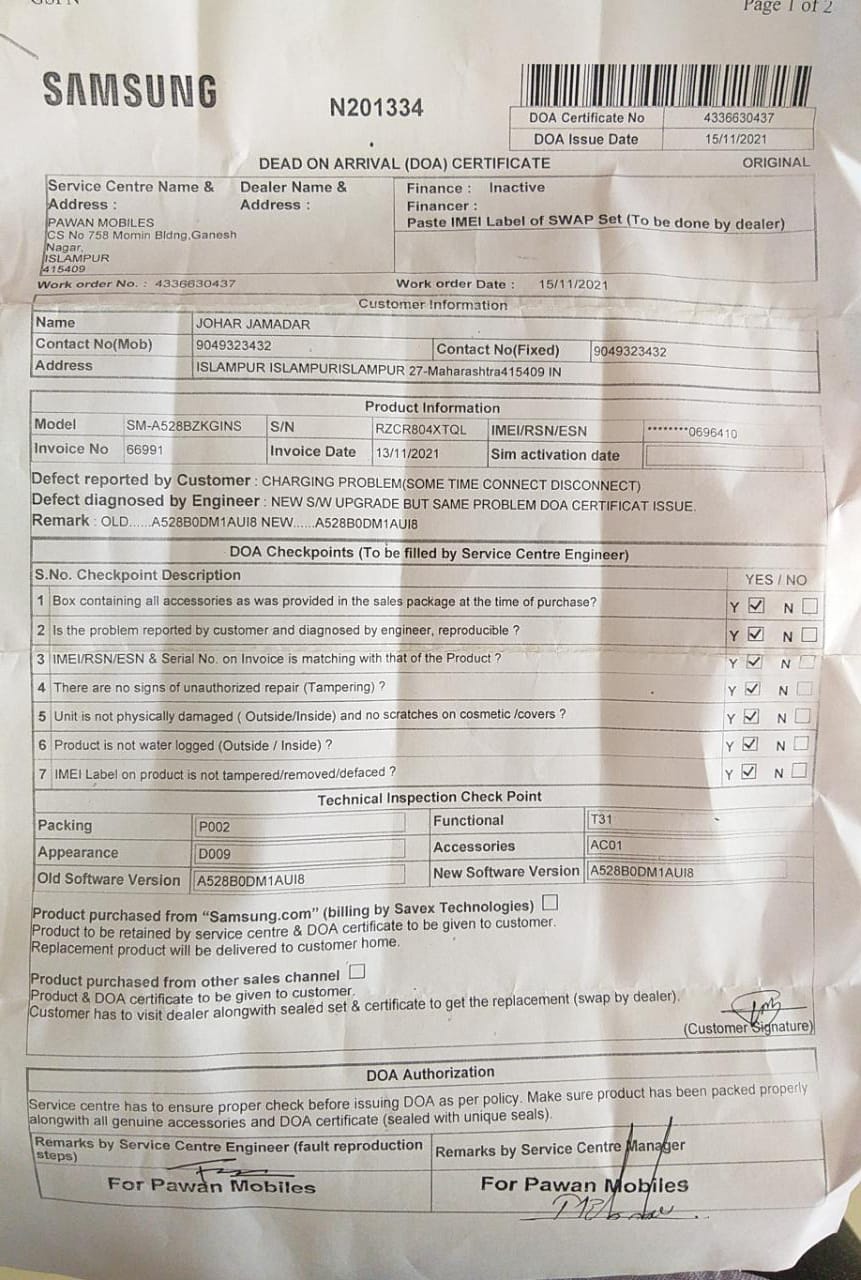 Page 1 of 2
SAMSUNG
N201334
DOA Certificate No 4336630437
DOA Issue Date 15/11/2021
DEAD ON ARRIVAL (DOA) CERTIFICATE ORIGINAL
Service Centre Name & Address :
PAWAN MOBILES
CS No 758 Momin Bldng,Ganesh
Nagar,
ISLAMPUR
415409
Dealer Name & Address :
Finance : Inactive
Financer :
Paste IMEI Label of SWAP Set (To be done by dealer)
Work order No. : 4336630437 Work order Date : 15/11/2021
Customer Information
Name JOHAR JAMADAR
Contact No(Mob) 9049323432 Contact No(Fixed) 9049323432
Address ISLAMPUR ISLAMPURISLAMPUR 27-Maharashtra415409 IN
Product Information
Model SM-A528BZKGINS S/N RZCR804XTQL IMEI/RSN/ESN ********0696410
Invoice No 66991 Invoice Date 13/11/2021 Sim activation date
Defect reported by Customer : CHARGING PROBLEM(SOME TIME CONNECT DISCONNECT)
Defect diagnosed by Engineer : NEW S/W UPGRADE BUT SAME PROBLEM DOA CERTIFICAT ISSUE.
Remark : OLD......A528B0DM1AUI8 NEW......A528B0DM1AUI8
DOA Checkpoints (To be filled by Service Centre Engineer)
S.No. Checkpoint Description YES / NO
1 Box containing all accessories as was provided in the sales package at the time of purchase? Y N
2 Is the problem reported by customer and diagnosed by engineer, reproducible ? Y N
3 IMEI/RSN/ESN & Serial No. on Invoice is matching with that of the Product ? Y N
4 There are no signs of unauthorized repair (Tampering) ? Y N
5 Unit is not physically damaged ( Outside/Inside) and no scratches on cosmetic /covers ? Y N
6 Product is not water logged (Outside / Inside) ? Y N
7 IMEI Label on product is not tampered/removed/defaced ? Y N
Technical Inspection Check Point
Packing P002 Functional T31
Appearance D009 Accessories AC01
Old Software Version A528B0DM1AUI8 New Software Version A528B0DM1AUI8
Product purchased from “Samsung.com” (billing by Savex Technologies)
Product to be retained by service centre & DOA certificate to be given to customer.
Replacement product will be delivered to customer home.
Product purchased from other sales channel
Product & DOA certificate to be given to customer.
Customer has to visit dealer alongwith sealed set & certificate to get the replacement (swap by dealer).
(Customer Signature)
DOA Authorization
Service centre has to ensure proper check before issuing DOA as per policy. Make sure product has been packed properly
alongwith all genuine accessories and DOA certificate (sealed with unique seals).
Remarks by Service Centre Engineer (fault reproduction
steps)
For Pawan Mobiles
Remarks by Service Centre Manager
For Pawan Mobiles